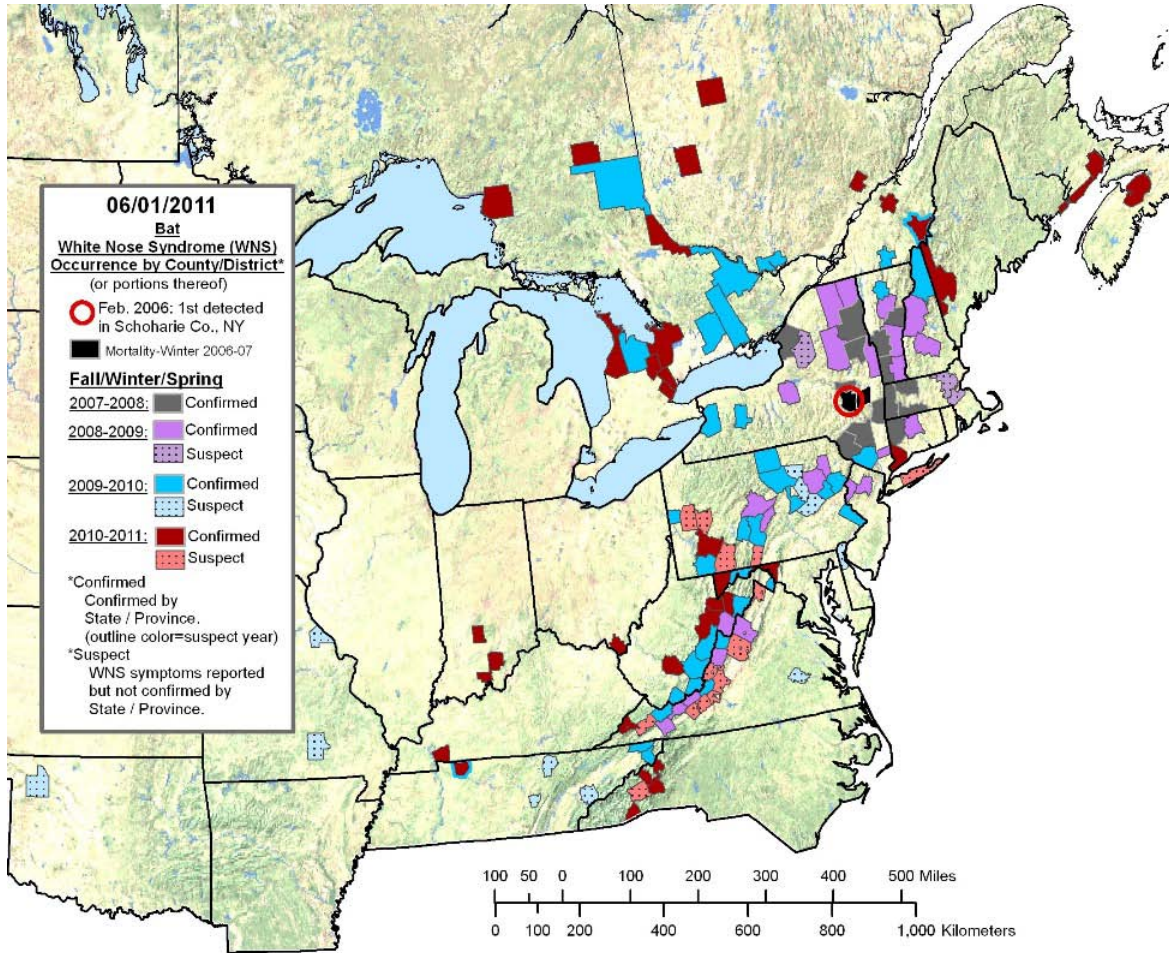 06/01/2011
Bat
White Nose Syndrome (WNS)
Occurrence by County/District*
(or portions thereof)
Feb. 2006: 1st detected
in Schoharie Co., NY
Mortality-Winter 2006-07
Fall/Winter/Spring
2007-2008: Confirmed
2008-2009: Confirmed
Suspect
2009-2010: Confirmed
Suspect
2010-2011: Confirmed
Suspect
*Confirmed
Confirmed by
State / Province.
(outline color=suspect year)
*Suspect
WNS symptoms reported
but not confirmed by
State / Province.
100 50 0 100 200 300 400 500 Miles
0 100 200 400 600 800 1,000 Kilometers